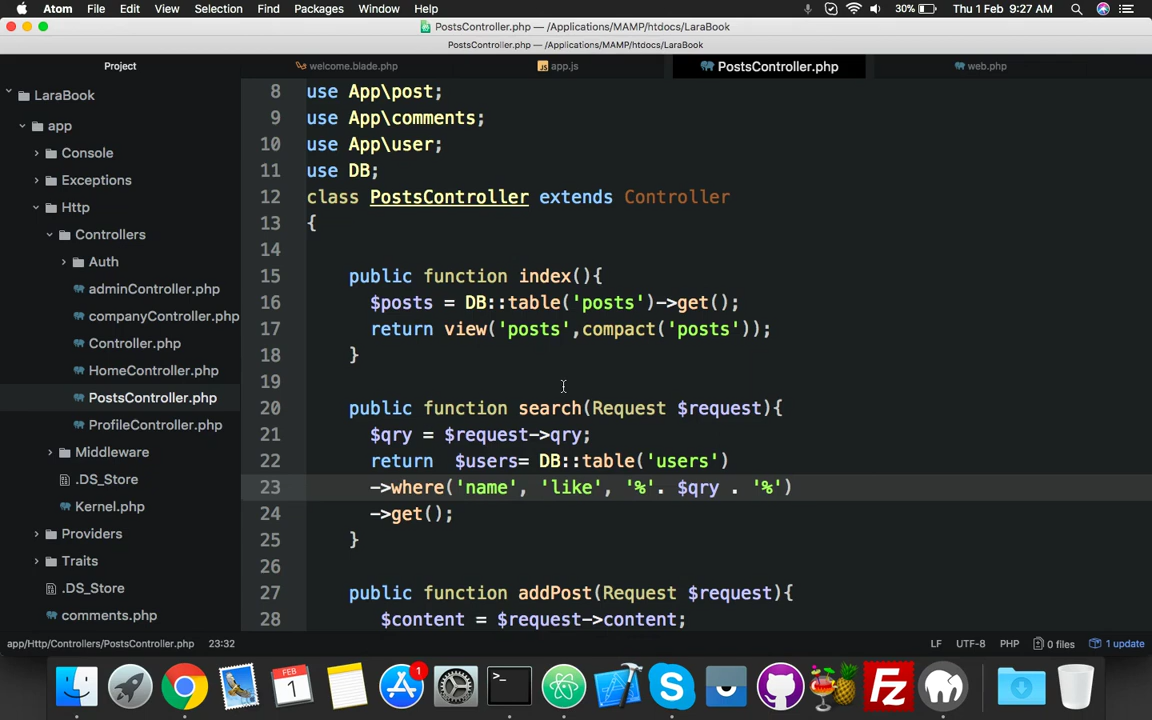 Atom File Edit View Selection Find Packages Window Help 30% Thu 1 Feb 9:27 AM
PostsController.php — /Applications/MAMP/htdocs/LaraBook
PostsController.php — /Applications/MAMP/htdocs/LaraBook
Project welcome.blade.php JS app.js PostsController.php web.php
LaraBook
app
Console
Exceptions
Http
Controllers
Auth
adminController.php
companyController.php
Controller.php
HomeController.php
PostsController.php
ProfileController.php
Middleware
.DS_Store
Kernel.php
Providers
Traits
.DS_Store
comments.php
8 use App\post;
9 use App\comments;
10 use App\user;
11 use DB;
12 class PostsController extends Controller
13 {
14
15 public function index(){
16 $posts = DB::table('posts')->get();
17 return view('posts',compact('posts'));
18 }
19
20 public function search(Request $request){
21 $qry = $request->qry;
22 return  $users= DB::table('users')
23 ->where('name', 'like', '%'. $qry . '%')
24 ->get();
25 }
26
27 public function addPost(Request $request){
28 $content = $request->content;
app/Http/Controllers/PostsController.php 23:32 LF UTF-8 PHP 0 files 1 update
FEB
1
1
>_
Fz